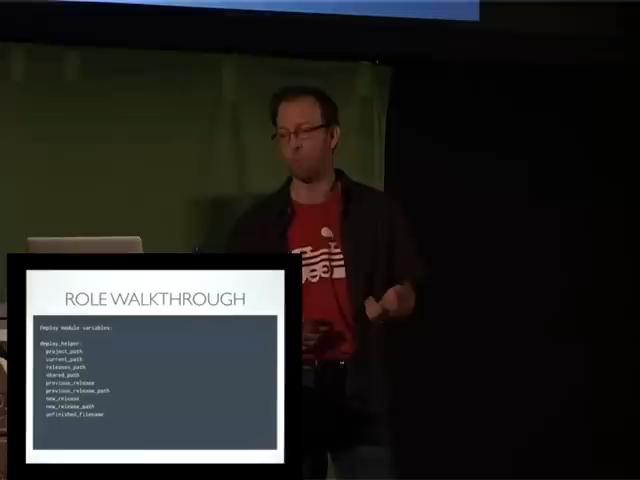 ROLE WALKTHROUGH
Deploy module variables:
deploy_helper:
project_path
current_path
releases_path
shared_path
previous_release
previous_release_path
new_release
new_release_path
unfinished_filename